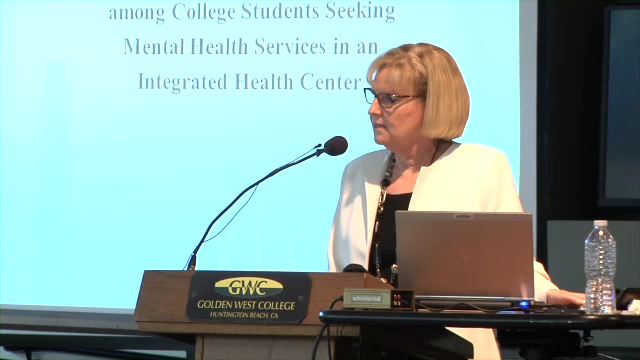 among College Students Seeking
Mental Health Services in an
Integrated Health Center
GWC
GOLDEN WEST COLLEGE
HUNTINGTON BEACH, CA
whirlwind